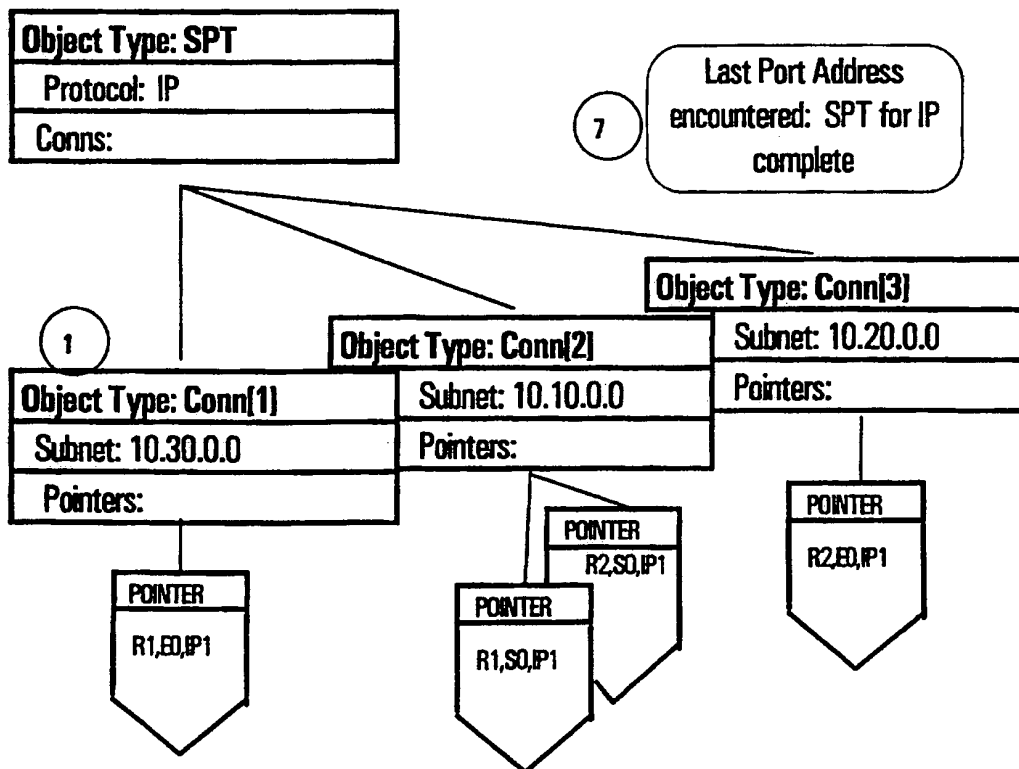 Object Type: SPT
Protocol: IP
Conns:
7
Last Port Address
encountered: SPT for IP
complete
1
Object Type: Conn[1]
Subnet: 10.30.0.0
Pointers:
Object Type: Conn[2]
Subnet: 10.10.0.0
Pointers:
Object Type: Conn[3]
Subnet: 10.20.0.0
Pointers:
POINTER
R1,E0,IP1
POINTER
R1,S0,IP1
POINTER
R2,S0,IP1
POINTER
R2,E0,IP1